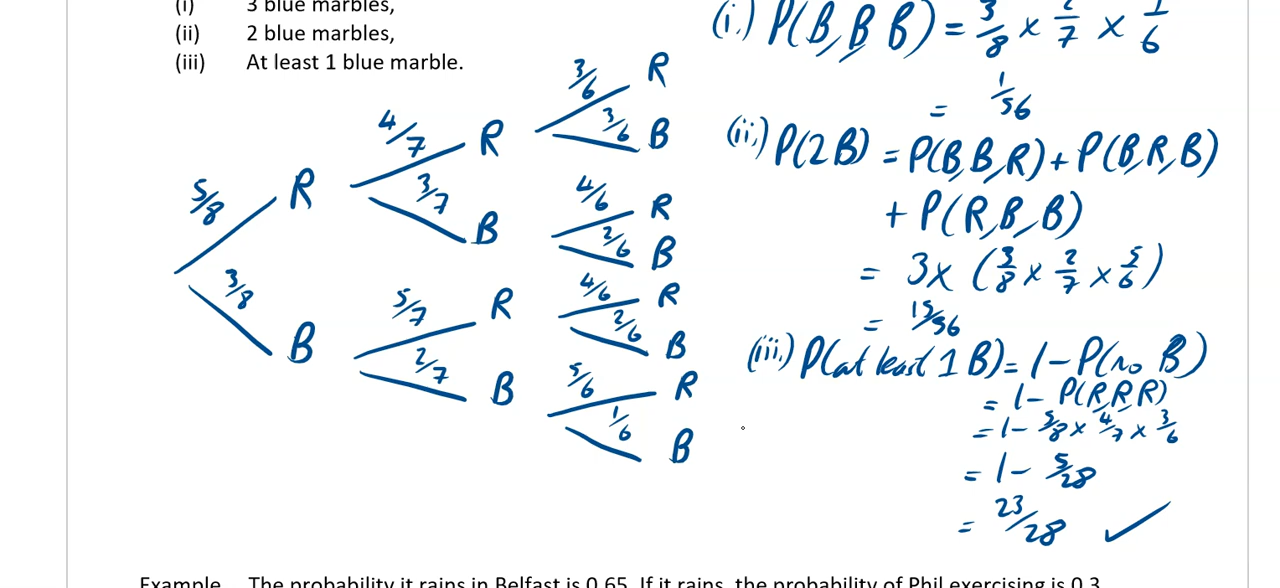 (i) 3 blue marbles,
(ii) 2 blue marbles,
(iii) At least 1 blue marble.
5/8 R
3/8 B
4/7 R
3/7 B
5/7 R
2/7 B
3/6 R
3/6 B
4/6 R
2/6 B
4/6 R
2/6 B
5/6 R
1/6 B
(i.) P(B, B, B) = 3/8 × 2/7 × 1/6
= 1/56
(ii.) P(2B) = P(B,B,R) + P(B,R,B)
+ P(R,B,B)
= 3× (3/8 × 2/7 × 5/6)
= 15/56
(iii.) P(at least 1 B) = 1 - P(no B)
= 1 - P(R,R,R)
= 1 - 5/8 × 4/7 × 3/6
= 1 - 5/28
= 23/28 ✓
Example The probability it rains in Belfast is 0.65. If it rains, the probability of Phil exercising is 0.3